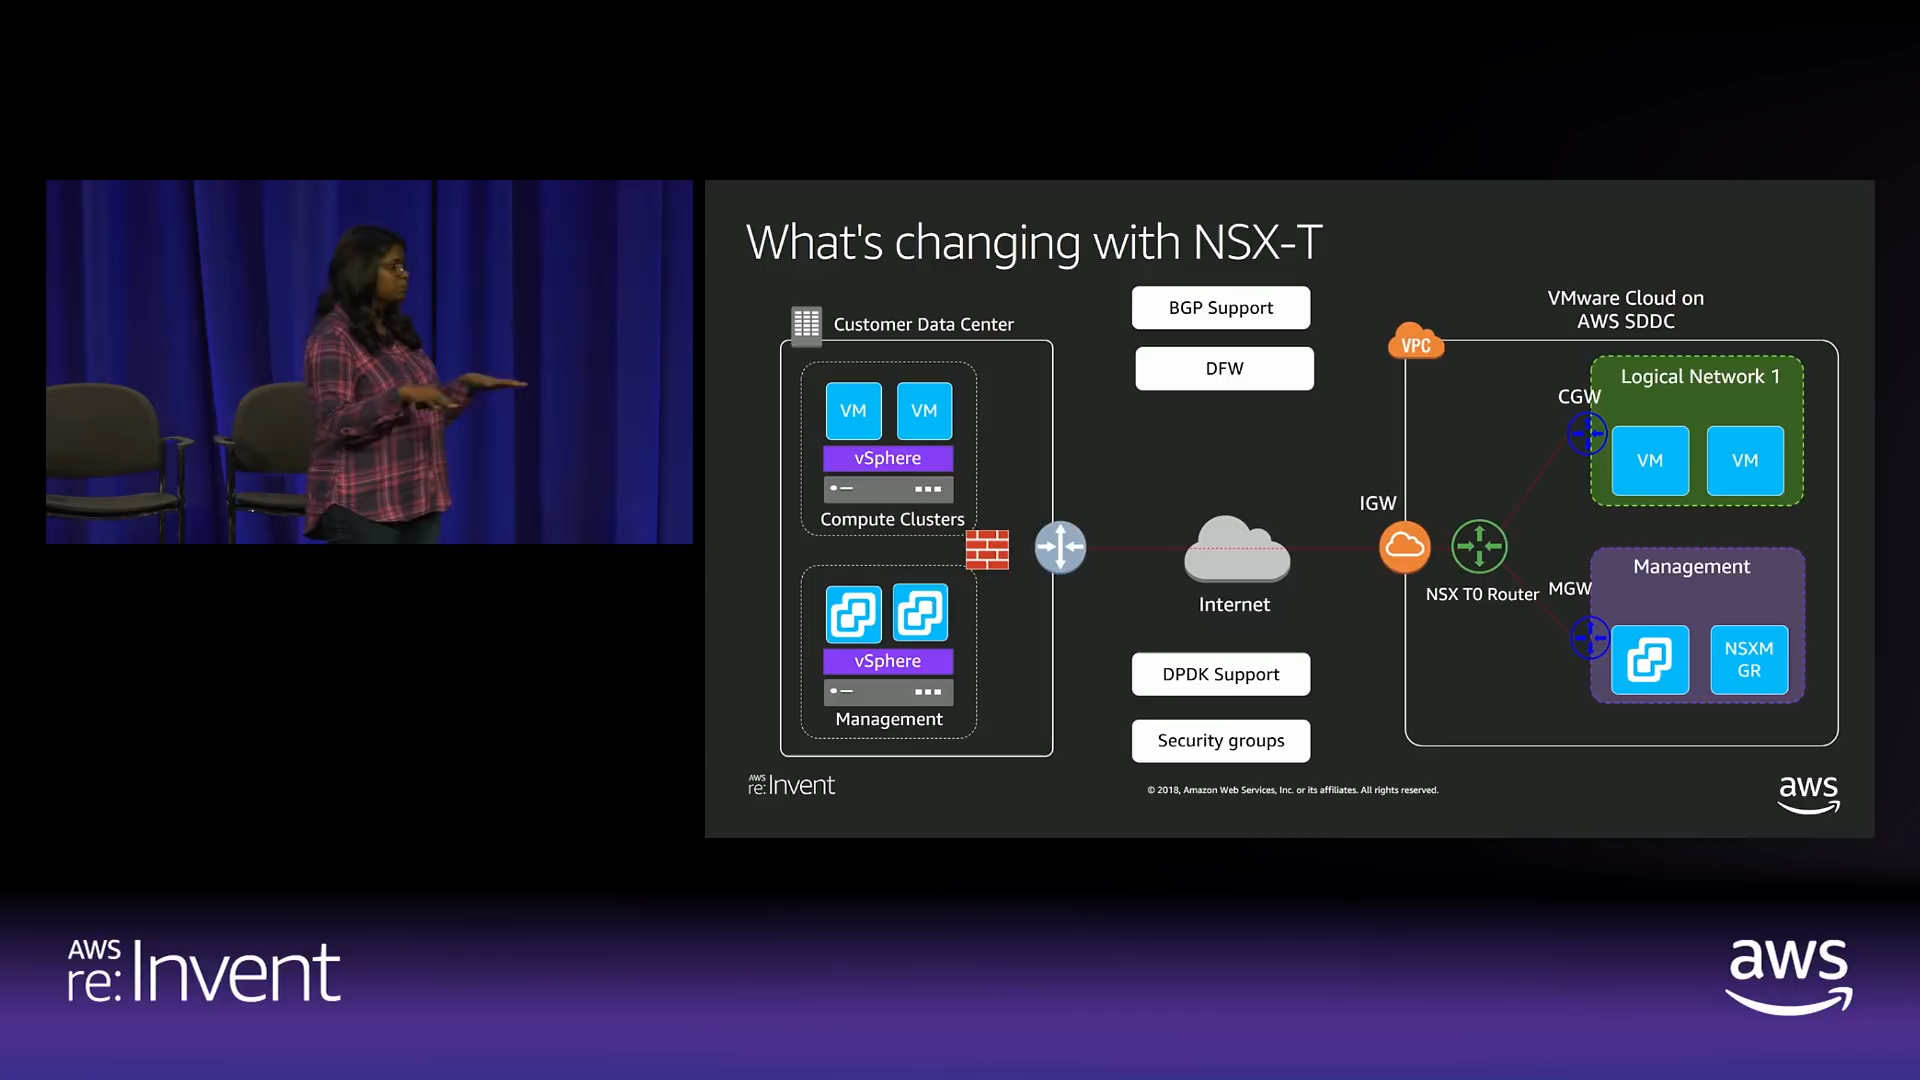 What's changing with NSX-T
Customer Data Center
VM
VM
vSphere
Compute Clusters
vSphere
Management
BGP Support
DFW
Internet
DPDK Support
Security groups
VMware Cloud on
AWS SDDC
VPC
IGW
NSX T0 Router
CGW
Logical Network 1
VM
VM
MGW
Management
NSXM
GR
AWS
re:Invent
© 2018, Amazon Web Services, Inc. or its affiliates. All rights reserved.
aws
AWS
re:Invent
aws